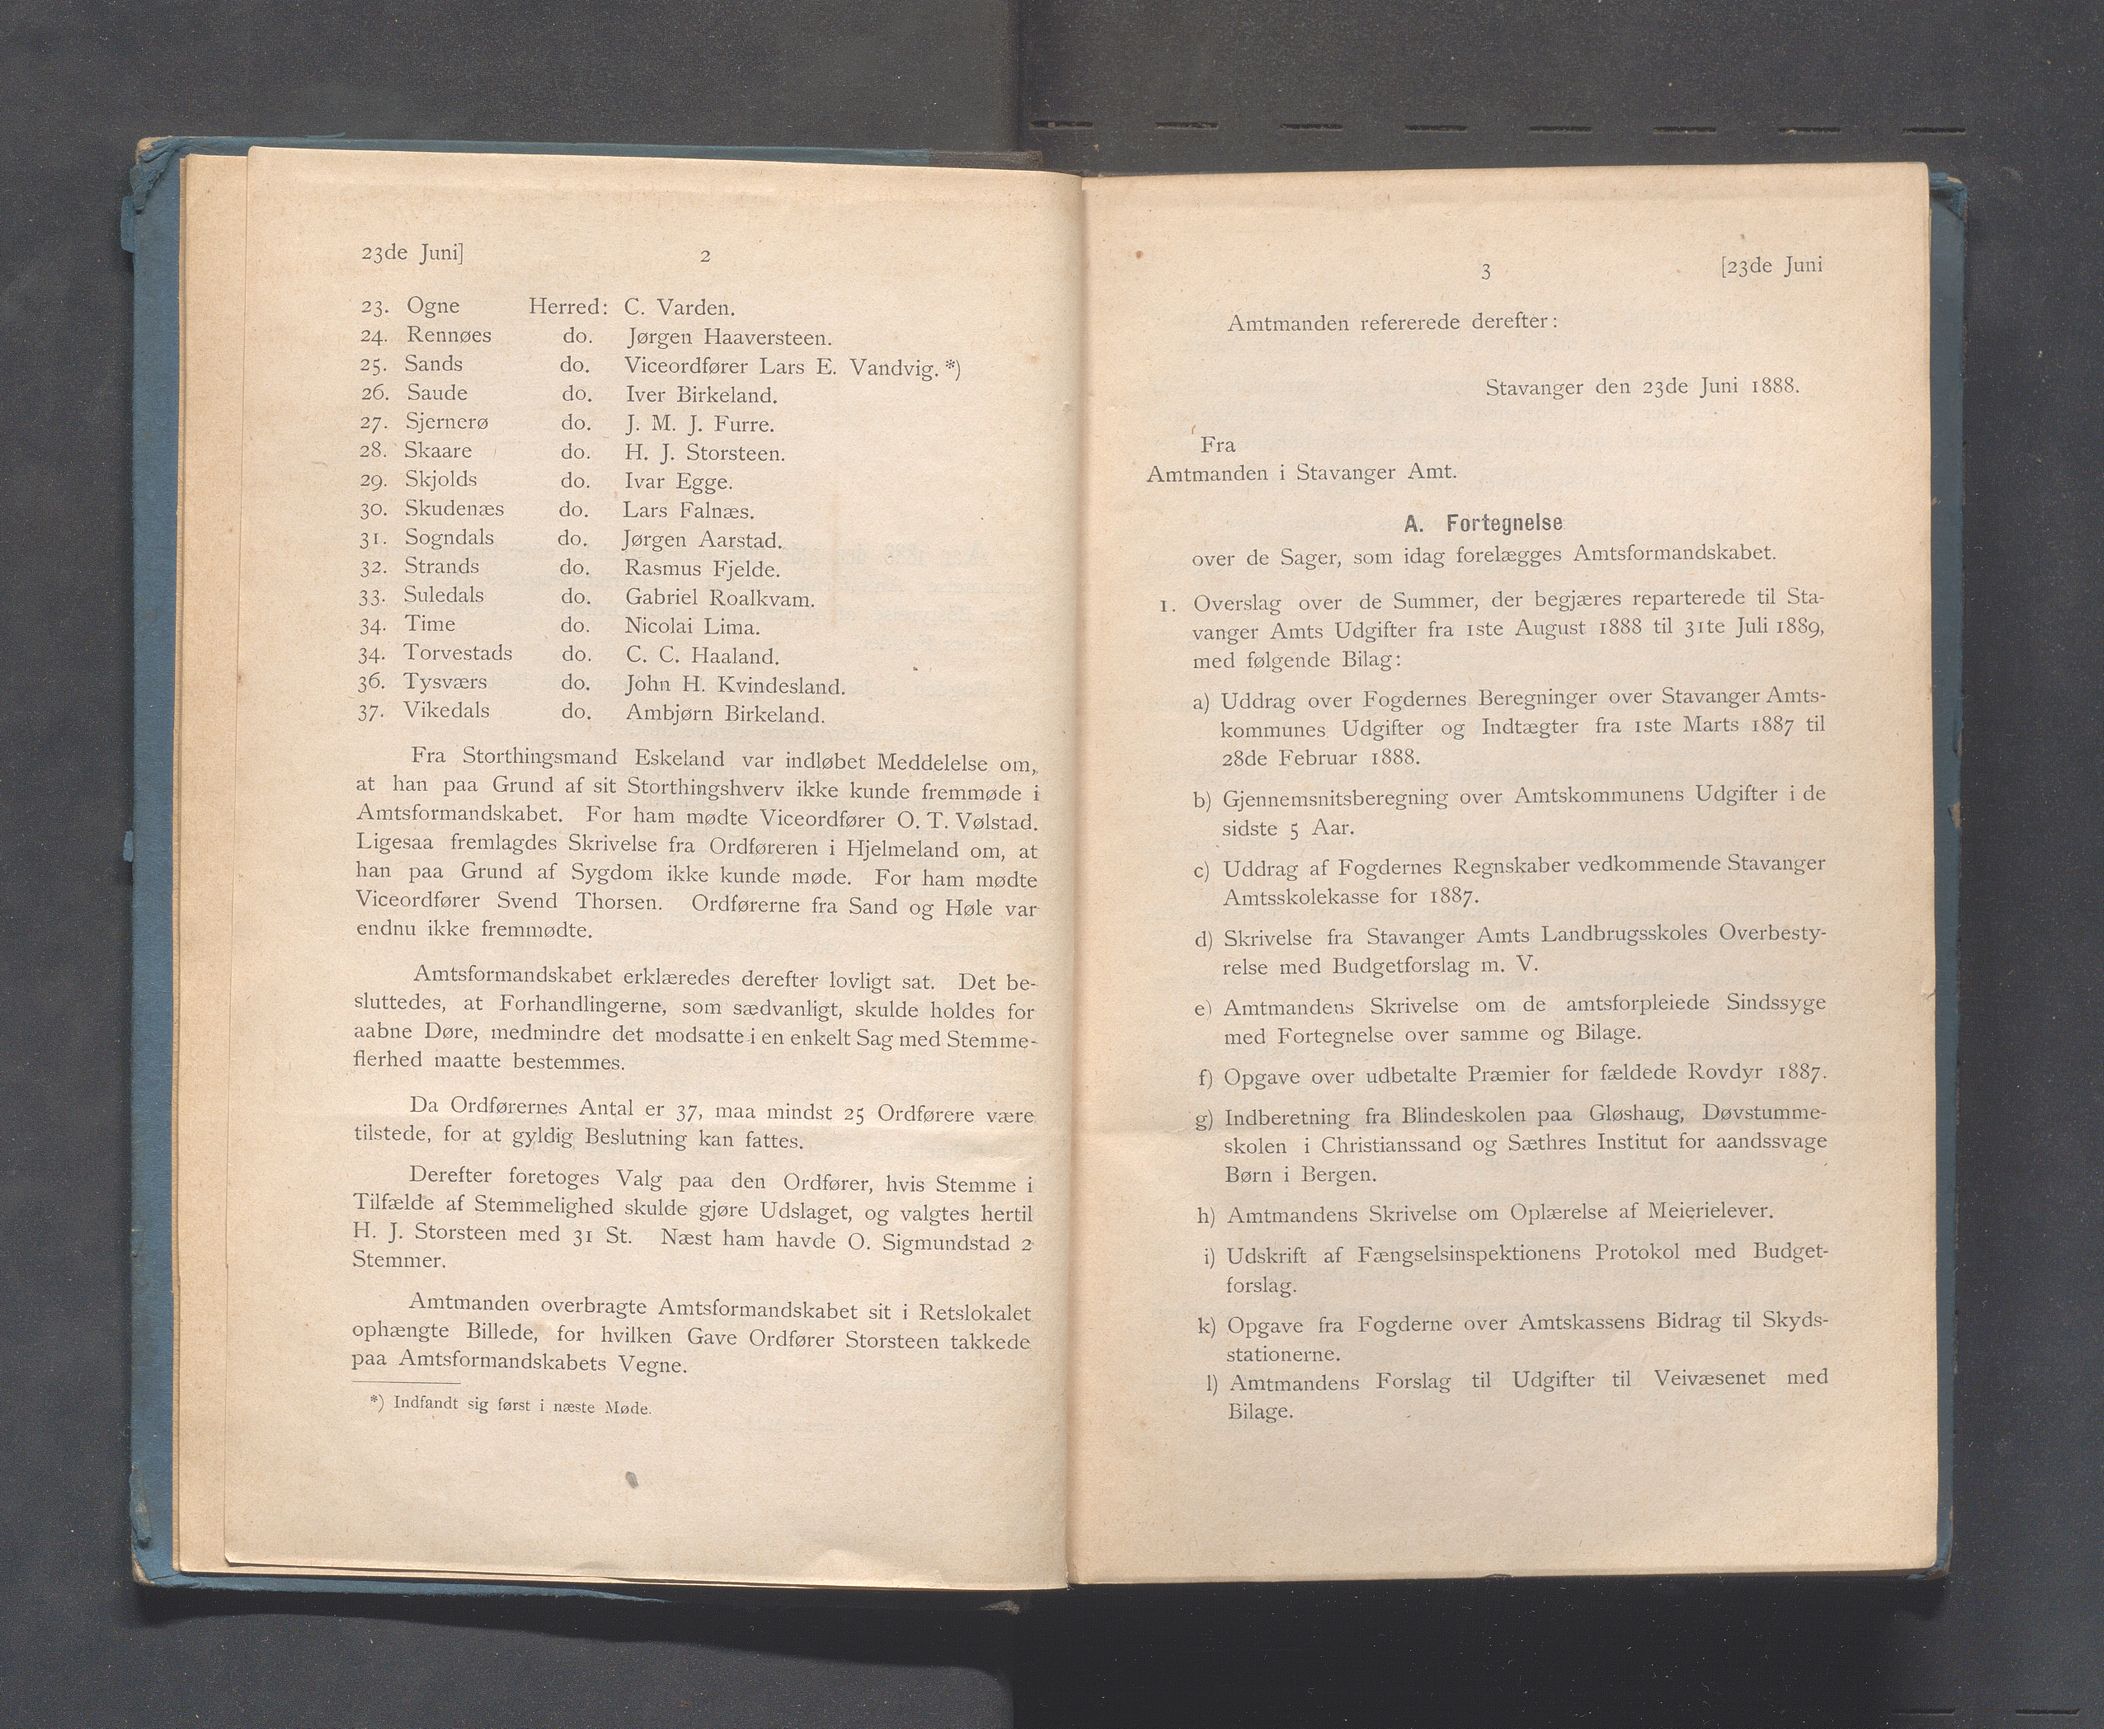 23de Juni]
2
23. Ogne Herred: C. Varden.
24. Rennøes do. Jørgen Haaversteen.
25. Sands do. Viceordfører Lars E. Vandvig. *)
26. Saude do. Iver Birkeland.
27. Sjernerø do. J. M. J. Furre.
28. Skaare do. H. J. Storsteen.
29. Skjolds do. Ivar Egge.
30. Skudenæs do. Lars Falnæs.
31. Sogndals do. Jørgen Aarstad.
32. Strands do. Rasmus Fjelde.
33. Suledals do. Gabriel Roalkvam.
34. Time do. Nicolai Lima.
34. Torvestads do. C. C. Haaland.
36. Tysværs do. John H. Kvindesland.
37. Vikedals do. Ambjørn Birkeland.
Fra Storthingsmand Eskeland var indløbet Meddelelse om,
at han paa Grund af sit Storthingshverv ikke kunde fremmøde i
Amtsformandskabet. For ham mødte Viceordfører O. T. Vølstad.
Ligesaa fremlagdes Skrivelse fra Ordføreren i Hjelmeland om, at
han paa Grund af Sygdom ikke kunde møde. For ham mødte
Viceordfører Svend Thorsen. Ordførerne fra Sand og Høle var
endnu ikke fremmødte.
Amtsformandskabet erklæredes derefter lovligt sat. Det be-
sluttedes, at Forhandlingerne, som sædvanligt, skulde holdes for
aabne Døre, medmindre det modsatte i en enkelt Sag med Stemme-
flerhed maatte bestemmes.
Da Ordførernes Antal er 37, maa mindst 25 Ordførere være
tilstede, for at gyldig Beslutning kan fattes.
Derefter foretoges Valg paa den Ordfører, hvis Stemme i
Tilfælde af Stemmelighed skulde gjøre Udslaget, og valgtes hertil
H. J. Storsteen med 31 St. Næst ham havde O. Sigmundstad 2
Stemmer.
Amtmanden overbragte Amtsformandskabet sit i Retslokalet
ophængte Billede, for hvilken Gave Ordfører Storsteen takkede
paa Amtsformandskabets Vegne.
*) Indfandt sig først i næste Møde.
3
[23de Juni
Amtmanden refererede derefter:
Stavanger den 23de Juni 1888.
Fra
Amtmanden i Stavanger Amt.
A. Fortegnelse
over de Sager, som idag forelægges Amtsformandskabet.
1. Overslag over de Summer, der begjæres reparterede til Sta-
vanger Amts Udgifter fra 1ste August 1888 til 31te Juli 1889,
med følgende Bilag:
a) Uddrag over Fogdernes Beregninger over Stavanger Amts-
kommunes Udgifter og Indtægter fra 1ste Marts 1887 til
28de Februar 1888.
b) Gjennemsnitsberegning over Amtskommunens Udgifter i de
sidste 5 Aar.
c) Uddrag af Fogdernes Regnskaber vedkommende Stavanger
Amtsskolekasse for 1887.
d) Skrivelse fra Stavanger Amts Landbrugsskoles Overbesty-
relse med Budgetforslag m. V.
e) Amtmandens Skrivelse om de amtsforpleiede Sindssyge
med Fortegnelse over samme og Bilage.
f) Opgave over udbetalte Præmier for fældede Rovdyr 1887.
g) Indberetning fra Blindeskolen paa Gløshaug, Døvstumme-
skolen i Christianssand og Sæthres Institut for aandssvage
Børn i Bergen.
h) Amtmandens Skrivelse om Oplærelse af Meierielever.
i) Udskrift af Fængselsinspektionens Protokol med Budget-
forslag.
k) Opgave fra Fogderne over Amtskassens Bidrag til Skyds-
stationerne.
l) Amtmandens Forslag til Udgifter til Veivæsenet med
Bilage.